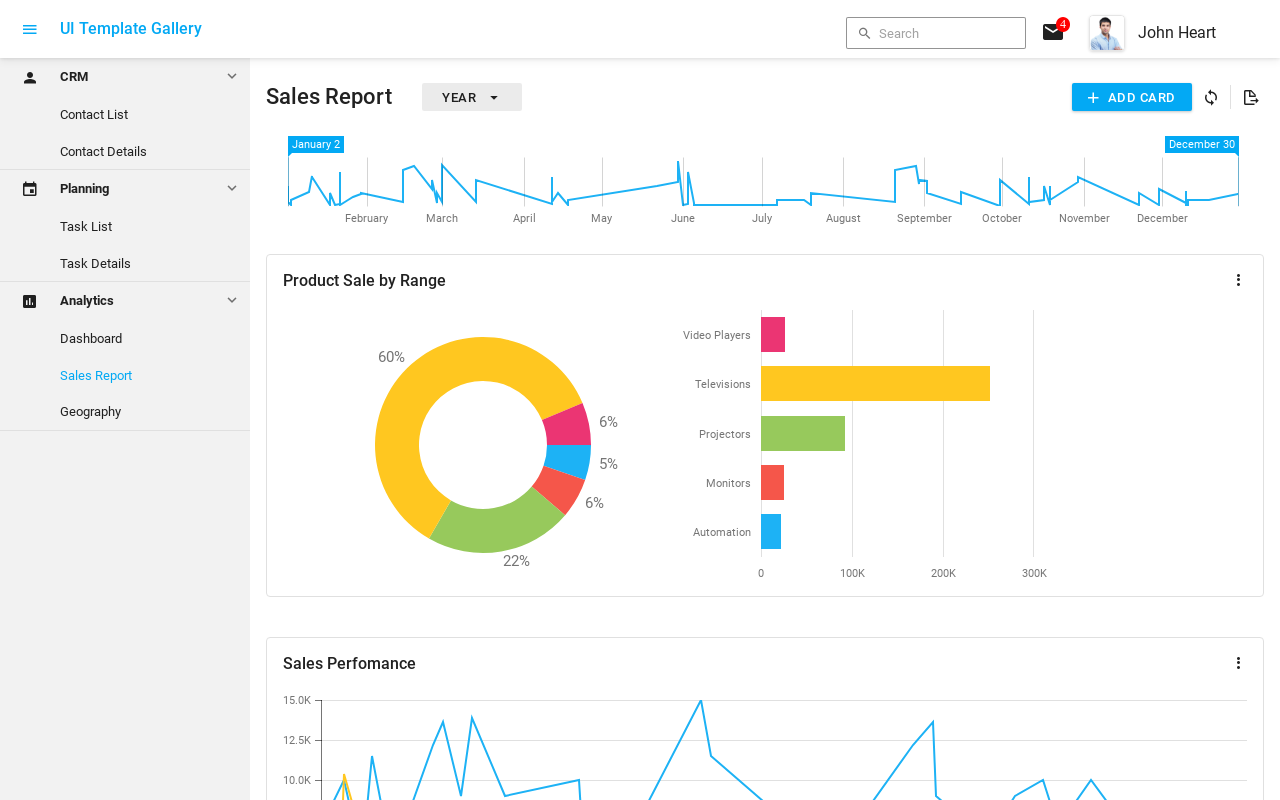 UI Template Gallery
Search
4
John Heart
CRM
Contact List
Contact Details
Planning
Task List
Task Details
Analytics
Dashboard
Sales Report
Geography
Sales Report
YEAR
ADD CARD
January 2
December 30
February March April May June July August September October November December
Product Sale by Range
60%
6%
5%
6%
22%
Video Players
Televisions
Projectors
Monitors
Automation
0 100K 200K 300K
Sales Perfomance
15.0K
12.5K
10.0K